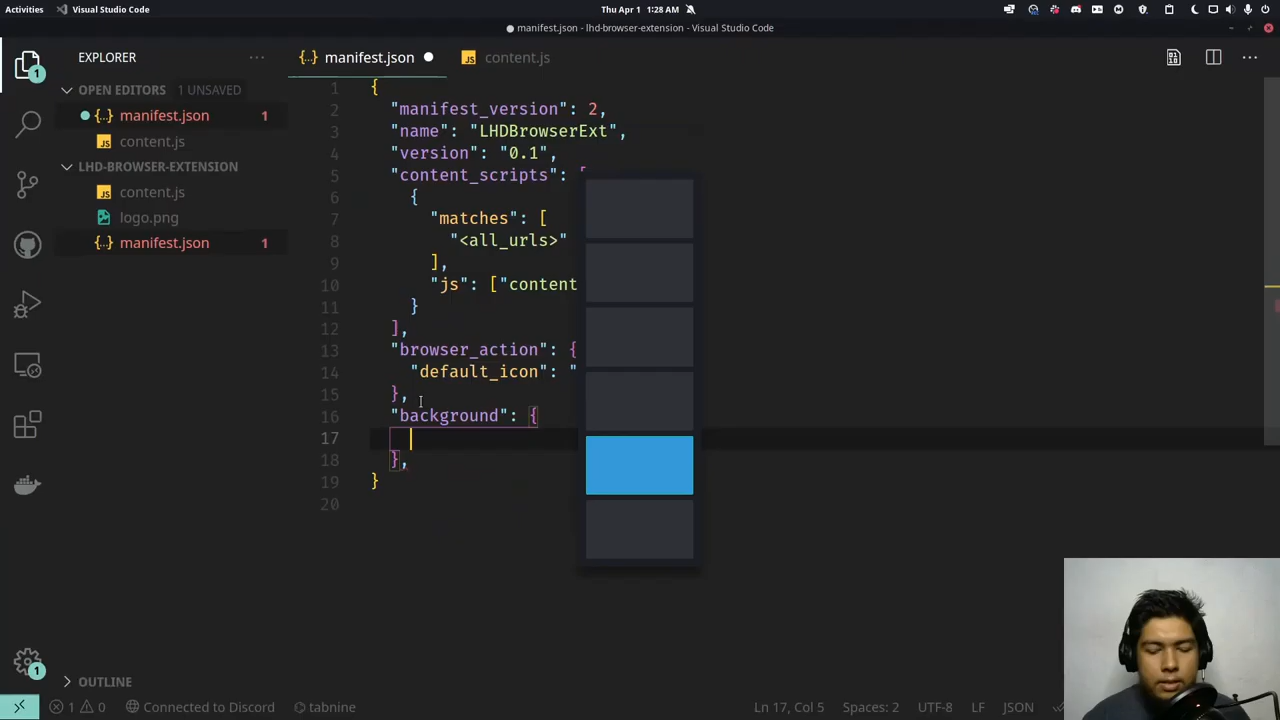 Activities
Visual Studio Code
Thu Apr 1 1:28 AM
manifest.json - lhd-browser-extension - Visual Studio Code
1
EXPLORER
OPEN EDITORS 1 UNSAVED
manifest.json 1
content.js
LHD-BROWSER-EXTENSION
content.js
logo.png
manifest.json 1
OUTLINE
1
manifest.json
content.js
1 {
2 "manifest_version": 2,
3 "name": "LHDBrowserExt",
4 "version": "0.1",
5 "content_scripts": [
6 {
7 "matches": [
8 "<all_urls>"
9 ],
10 "js": ["content
11 }
12 ],
13 "browser_action": {
14 "default_icon": "
15 },
16 "background": {
17
18 },
19 }
20
1 0 Connected to Discord tabnine
Ln 17, Col 5 Spaces: 2 UTF-8 LF JSON